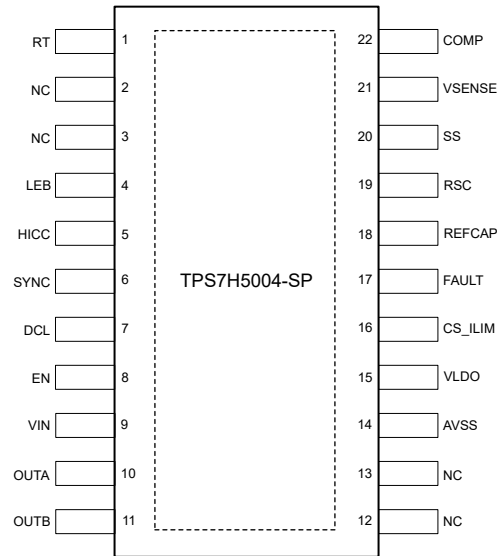 RT 1 22 COMP
NC 2 21 VSENSE
NC 3 20 SS
LEB 4 19 RSC
HICC 5 18 REFCAP
SYNC 6 TPS7H5004-SP 17 FAULT
DCL 7 16 CS_ILIM
EN 8 15 VLDO
VIN 9 14 AVSS
OUTA 10 13 NC
OUTB 11 12 NC